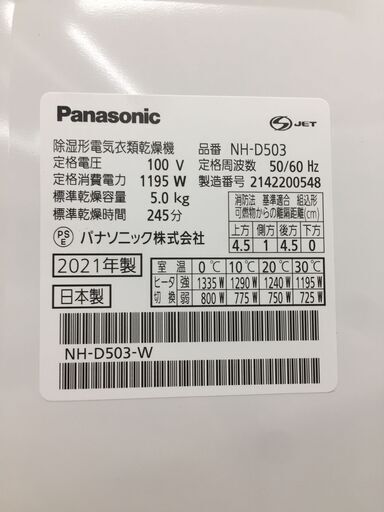 Panasonic
S JET
除湿形電気衣類乾燥機 品番 NH-D503
定格電圧 100 V 定格周波数 50/60 Hz
定格消費電力 1195 W 製造番号 2142200548
標準乾燥容量 5.0 kg
標準乾燥時間 245分
消防法 基準適合 組込形
可燃物からの離隔距離(cm)
上方 側方 前方 後方
4.5 1 4.5 0
PSE パナソニック株式会社
2021年製
日本製
室温 0℃ 10℃ 20℃ 30℃
ヒータ 強 1335 W 1290 W 1240 W 1195 W
切換 弱 800 W 775 W 750 W 725 W
NH-D503-W